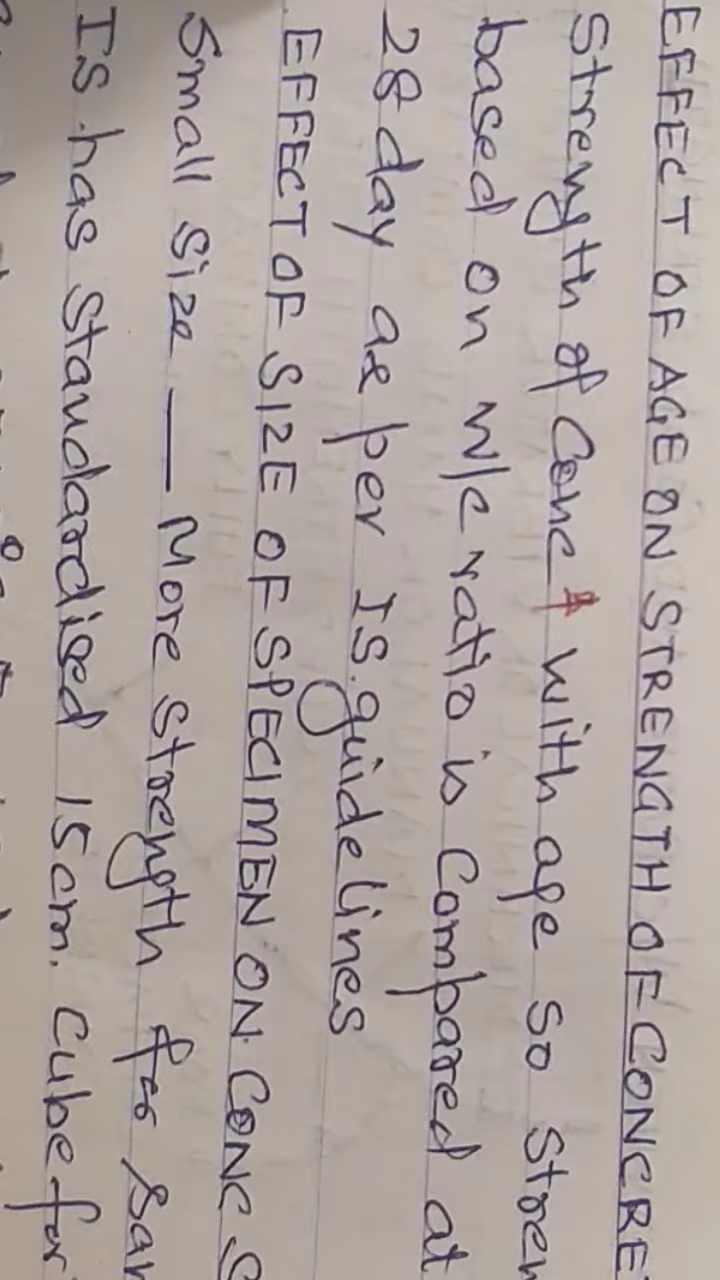 EFFECT OF AGE ON STRENGTH OF CONCRE
Strength of Conc ↑ with age so stren
based on w/c ratio is Compared at
28 day as per IS guidelines
EFFECT OF SIZE OF SPECIMEN ON CONC S
Small size — More strength for sam
IS has Standardised 15cm. Cube for